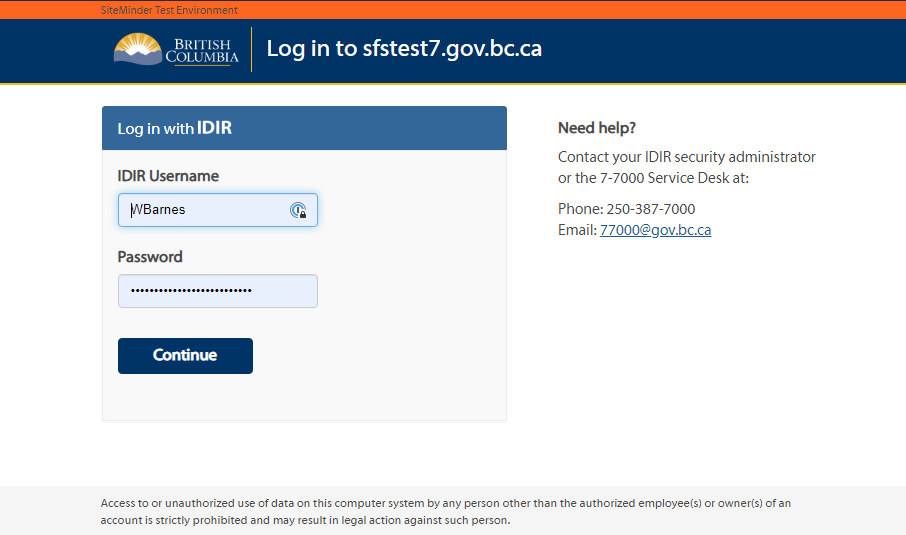 SiteMinder Test Environment
BRITISH
COLUMBIA
Log in to sfstest7.gov.bc.ca
Log in with IDIR
IDIR Username
WBarnes
Password
••••••••••••••••••••••••••
Continue
Need help?
Contact your IDIR security administrator
or the 7-7000 Service Desk at:
Phone: 250-387-7000
Email: 77000@gov.bc.ca
Access to or unauthorized use of data on this computer system by any person other than the authorized employee(s) or owner(s) of an
account is strictly prohibited and may result in legal action against such person.